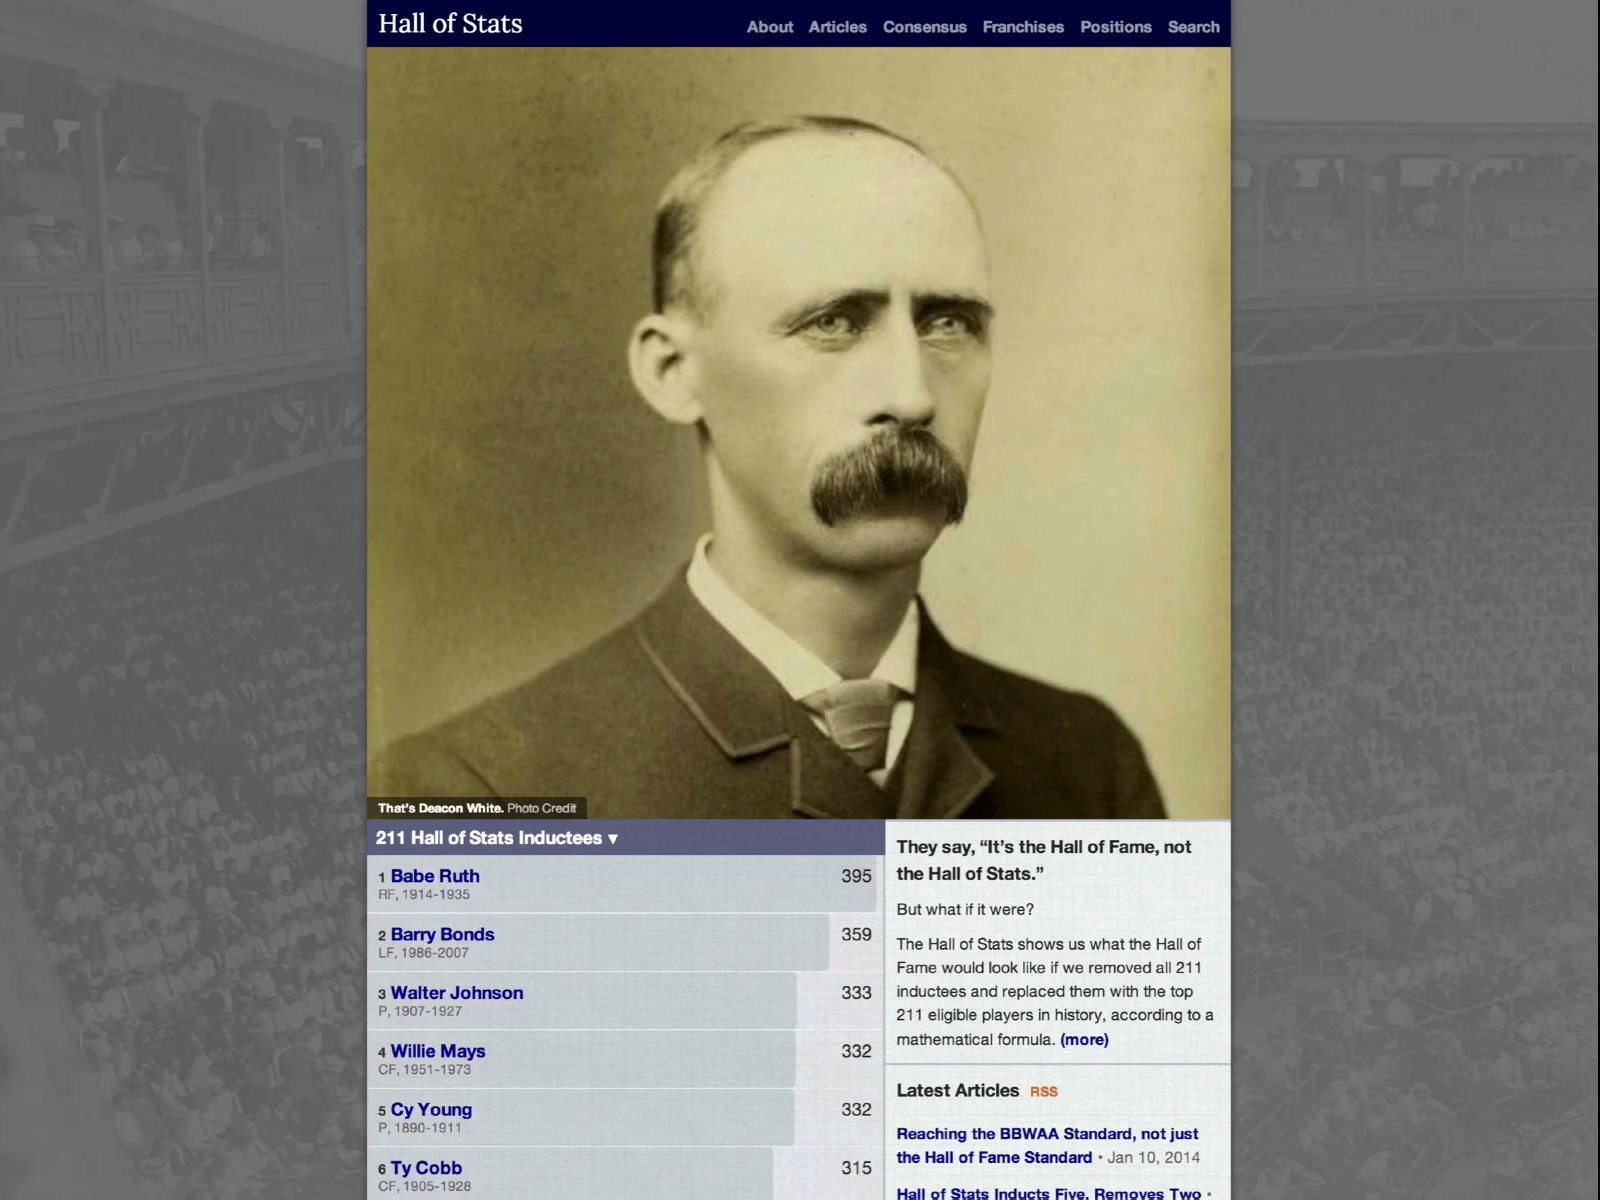 Hall of Stats
About Articles Consensus Franchises Positions Search
That's Deacon White. Photo Credit
211 Hall of Stats Inductees ▼
1 Babe Ruth 395
RF, 1914-1935
2 Barry Bonds 359
LF, 1986-2007
3 Walter Johnson 333
P, 1907-1927
4 Willie Mays 332
CF, 1951-1973
5 Cy Young 332
P, 1890-1911
6 Ty Cobb 315
CF, 1905-1928
They say, “It’s the Hall of Fame, not
the Hall of Stats.”
But what if it were?
The Hall of Stats shows us what the Hall of
Fame would look like if we removed all 211
inductees and replaced them with the top
211 eligible players in history, according to a
mathematical formula. (more)
Latest Articles RSS
Reaching the BBWAA Standard, not just
the Hall of Fame Standard • Jan 10, 2014
Hall of Stats Inducts Five, Removes Two •